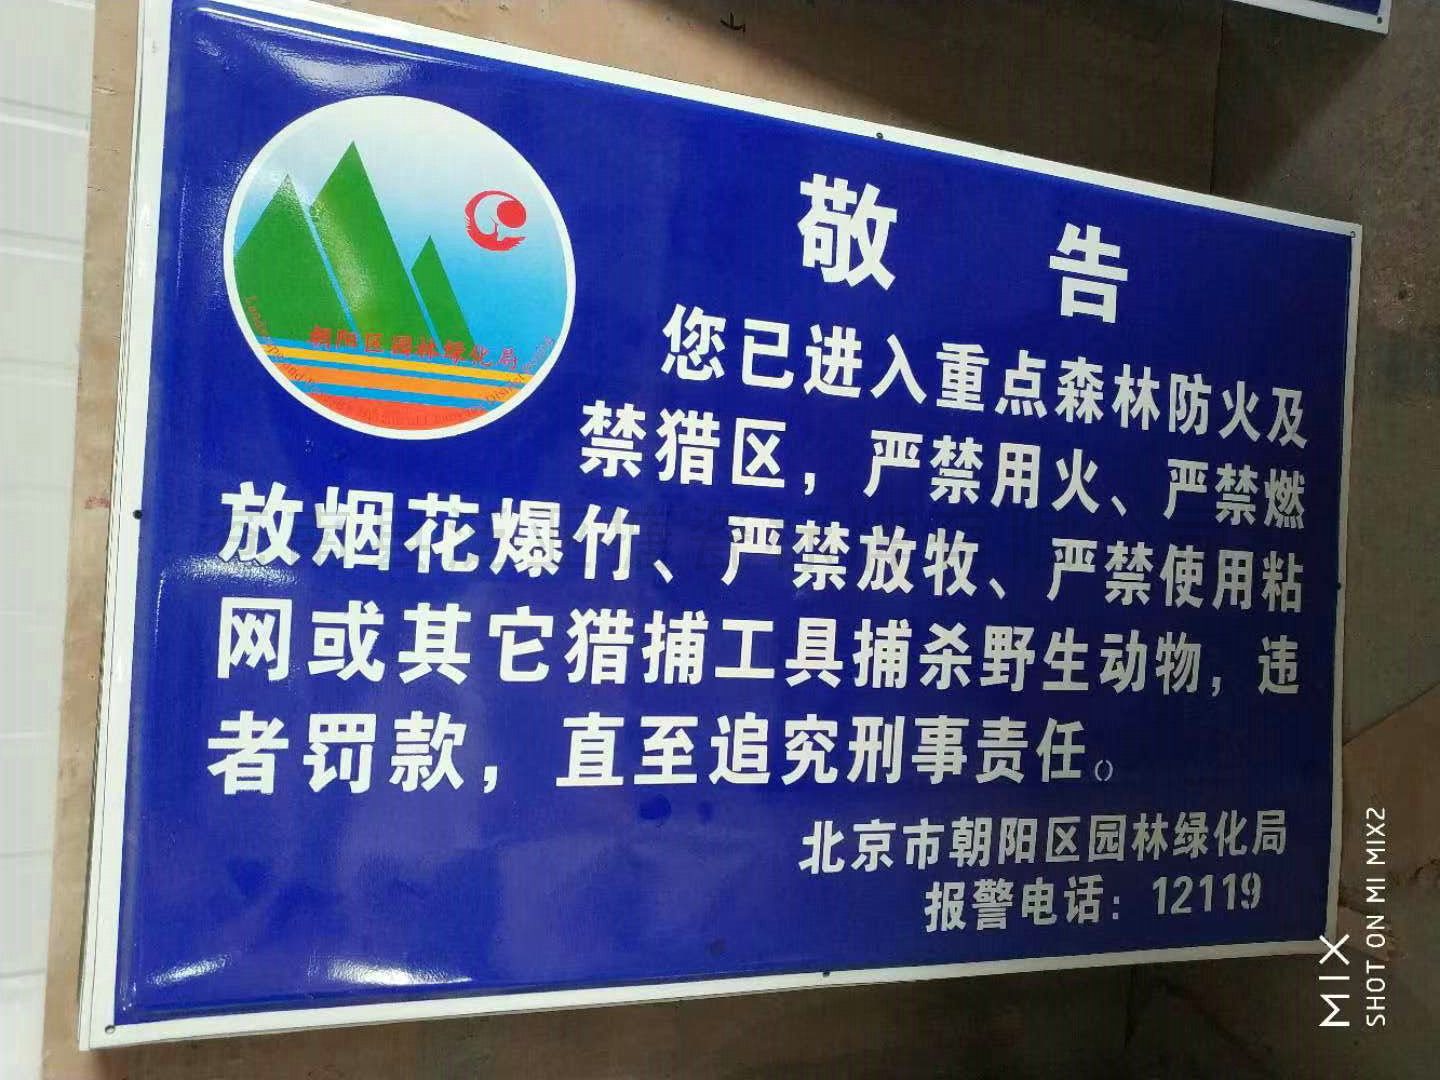 敬 告
您已进入重点森林防火及
禁猎区，严禁用火、严禁燃
放烟花爆竹、严禁放牧、严禁使用粘
网或其它猎捕工具捕杀野生动物，违
者罚款，直至追究刑事责任。
北京市朝阳区园林绿化局
报警电话：12119
朝阳区园林绿化局
MIX
SHOT ON MI MIX2